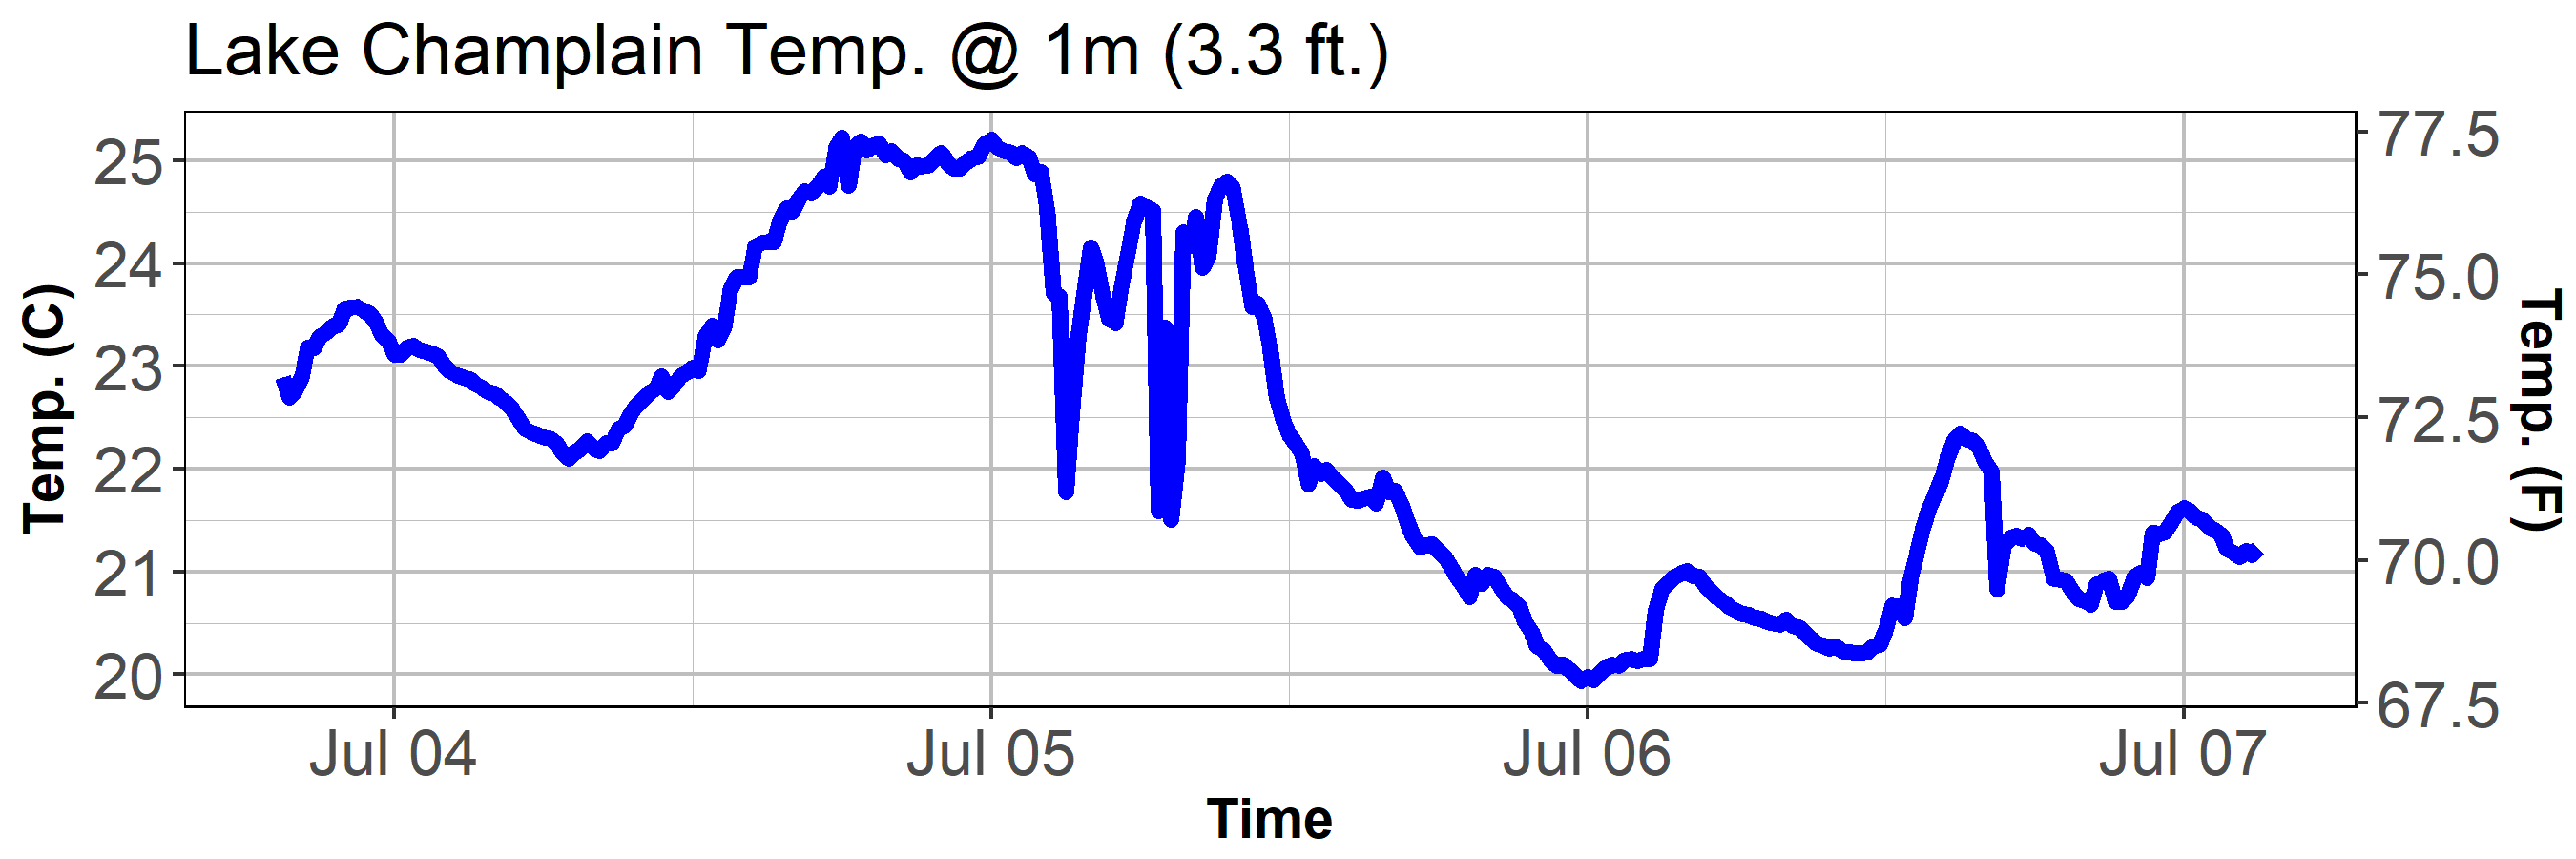 Lake Champlain Temp. @ 1m (3.3 ft.)
Temp. (C)
25
24
23
22
21
20
77.5
75.0
72.5
70.0
67.5
Temp. (F)
Jul 04 Jul 05 Jul 06 Jul 07
Time